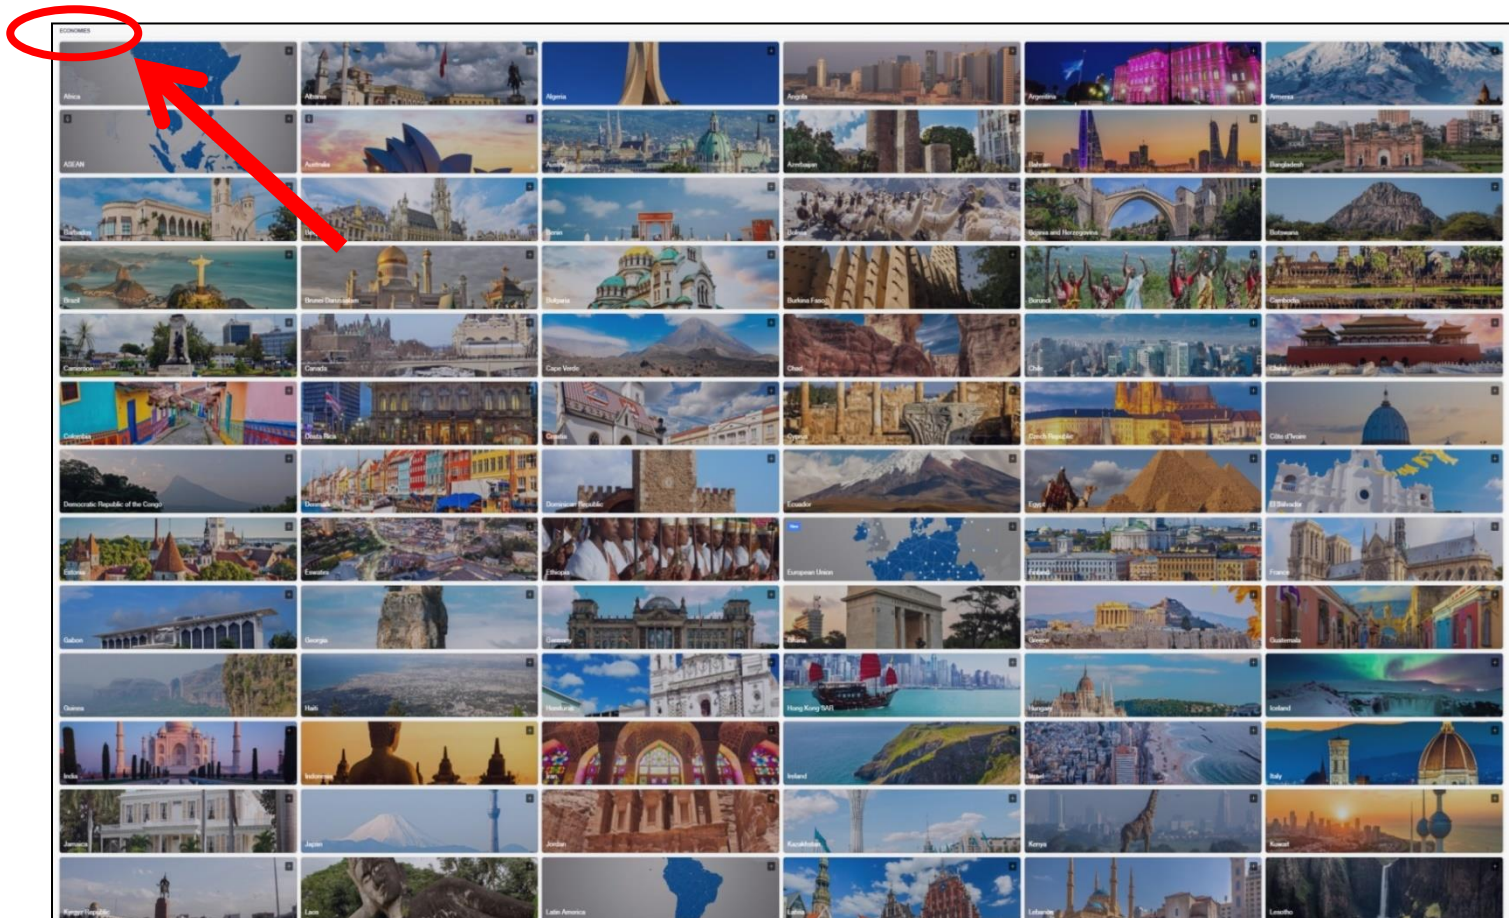 ECONOMIES
Africa
Albania
Algeria
Angola
Argentina
Armenia
ASEAN
Australia
Austria
Azerbaijan
Bahrain
Bangladesh
Barbados
Benin
Bolivia
Bosnia and Herzegovina
Botswana
Brazil
Brunei Darussalam
Bulgaria
Burkina Faso
Burundi
Cambodia
Cameroon
Canada
Cape Verde
Chad
Chile
China
Colombia
Costa Rica
Croatia
Cyprus
Czech Republic
Côte d'Ivoire
Democratic Republic of the Congo
Denmark
Dominican Republic
Ecuador
Egypt
El Salvador
Estonia
Eswatini
Ethiopia
New
European Union
Finland
France
Gabon
Georgia
Germany
Ghana
Greece
Guatemala
Guinea
Haiti
Honduras
Hong Kong SAR
Hungary
Iceland
India
Indonesia
Iran
Ireland
Israel
Italy
Jamaica
Japan
Jordan
Kazakhstan
Kenya
Kuwait
Kyrgyz Republic
Laos
Latin America
Latvia
Lebanon
Lesotho